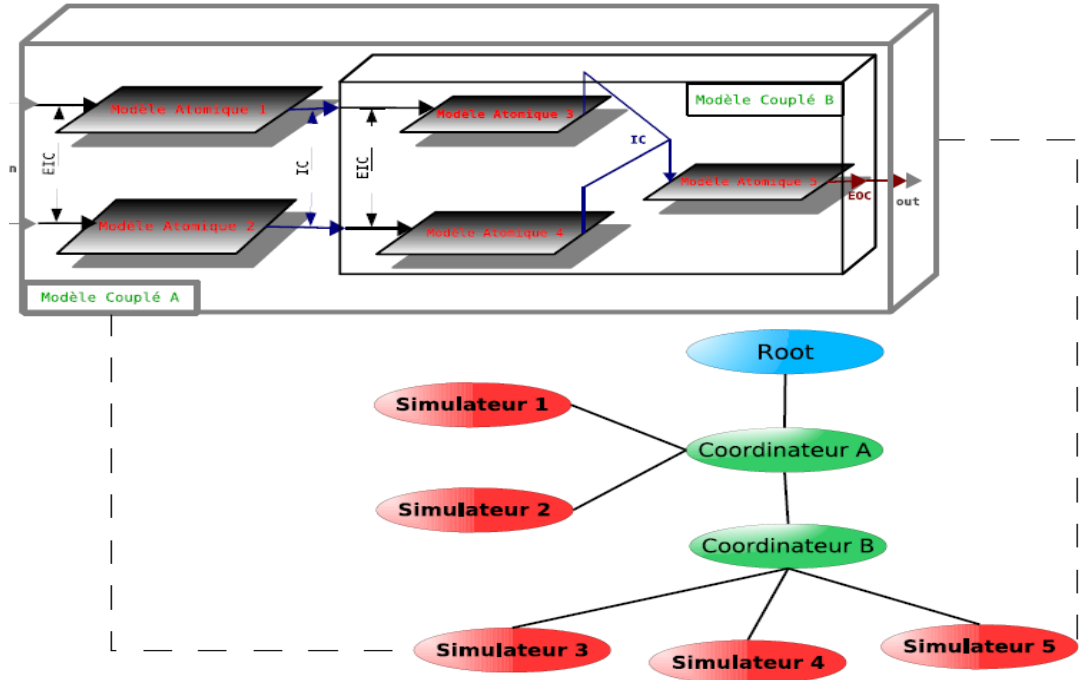 Modèle Atomique 1
Modèle Atomique 3
Modèle Couplé B
EIC
IC
EIC
IC
n
Modèle Atomique 5
EOC
out
Modèle Atomique 2
Modèle Atomique 4
Modèle Couplé A
Root
Simulateur 1
Coordinateur A
Simulateur 2
Coordinateur B
Simulateur 3
Simulateur 4
Simulateur 5